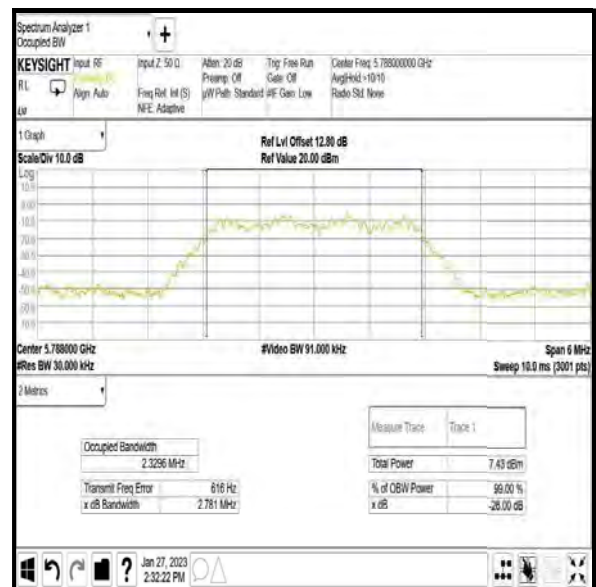 Spectrum Analyzer 1
Occupied BW
KEYSIGHT
Input: RF
Input Z: 50 Ω
Atten: 20 dB
Trig: Free Run
Center Freq: 5.788000000 GHz
Preamp: Off
Gate: Off
Avg|Hold:>10/10
RL
Align: Auto
Freq Ref: Int (S)
µW Path: Standard
#IF Gain: Low
Radio Std: None
NFE: Adaptive
1 Graph
Ref Lvl Offset 12.80 dB
Scale/Div 10.0 dB
Ref Value 20.00 dBm
Log
10.0
0.00
Center 5.788000 GHz
#Video BW 91.000 kHz
Span 6 MHz
#Res BW 30.000 kHz
Sweep 10.0 ms (3001 pts)
2 Metrics
Measure Trace
Trace 1
Occupied Bandwidth
2.3296 MHz
Total Power
7.43 dBm
Transmit Freq Error
616 Hz
% of OBW Power
99.00 %
x dB Bandwidth
2.781 MHz
x dB
-26.00 dB
?
Jan 27, 2023
2:32:22 PM